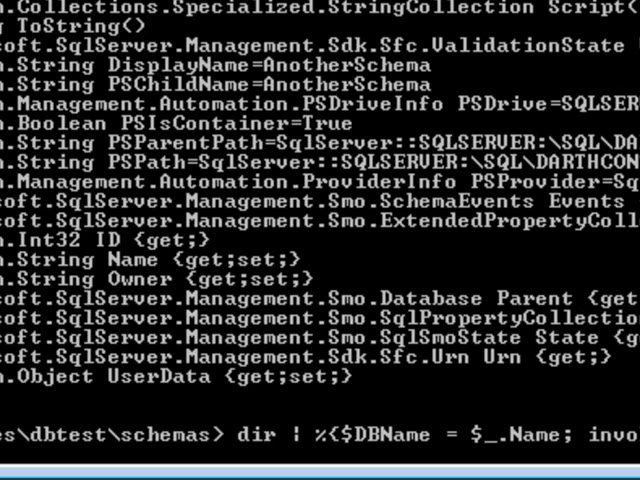 n.Collections.Specialized.StringCollection Script(
g ToString()
soft.SqlServer.Management.Sdk.Sfc.ValidationState
m.String DisplayName=AnotherSchema
m.String PSChildName=AnotherSchema
m.Management.Automation.PSDriveInfo PSDrive=SQLSER
m.Boolean PSIsContainer=True
m.String PSParentPath=SqlServer::SQLSERVER:\SQL\DA
m.String PSPath=SqlServer::SQLSERVER:\SQL\DARTHCON
m.Management.Automation.ProviderInfo PSProvider=Sq
soft.SqlServer.Management.Smo.SchemaEvents Events
soft.SqlServer.Management.Smo.ExtendedPropertyColl
m.Int32 ID {get;}
m.String Name {get;set;}
m.String Owner {get;set;}
soft.SqlServer.Management.Smo.Database Parent {get
soft.SqlServer.Management.Smo.SqlPropertyCollectio
soft.SqlServer.Management.Smo.SqlSmoState State {g
soft.SqlServer.Management.Sdk.Sfc.Urn Urn {get;}
m.Object UserData {get;set;}
es\dbtest\schemas> dir | %{$DBName = $_.Name; invo